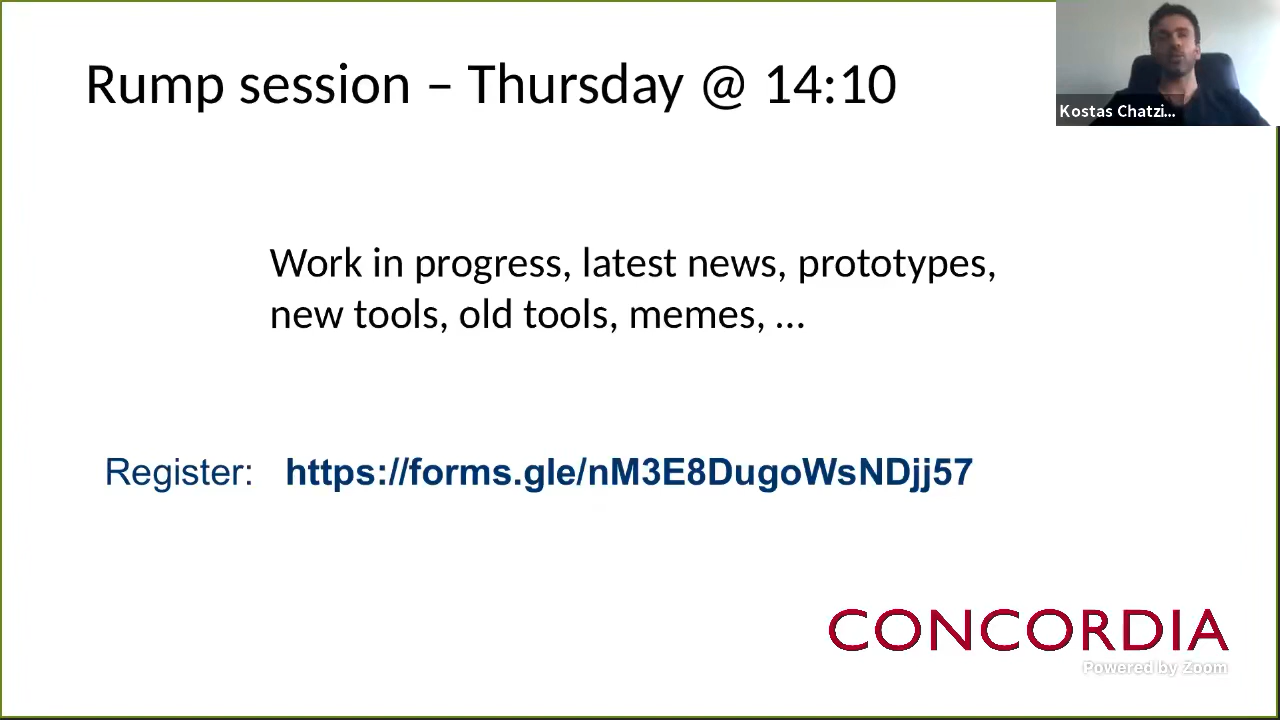 Rump session – Thursday @ 14:10
Kostas Chatzi...
Work in progress, latest news, prototypes,
new tools, old tools, memes, ...
Register: https://forms.gle/nM3E8DugoWsNDjj57
CONCORDIA
Powered by Zoom